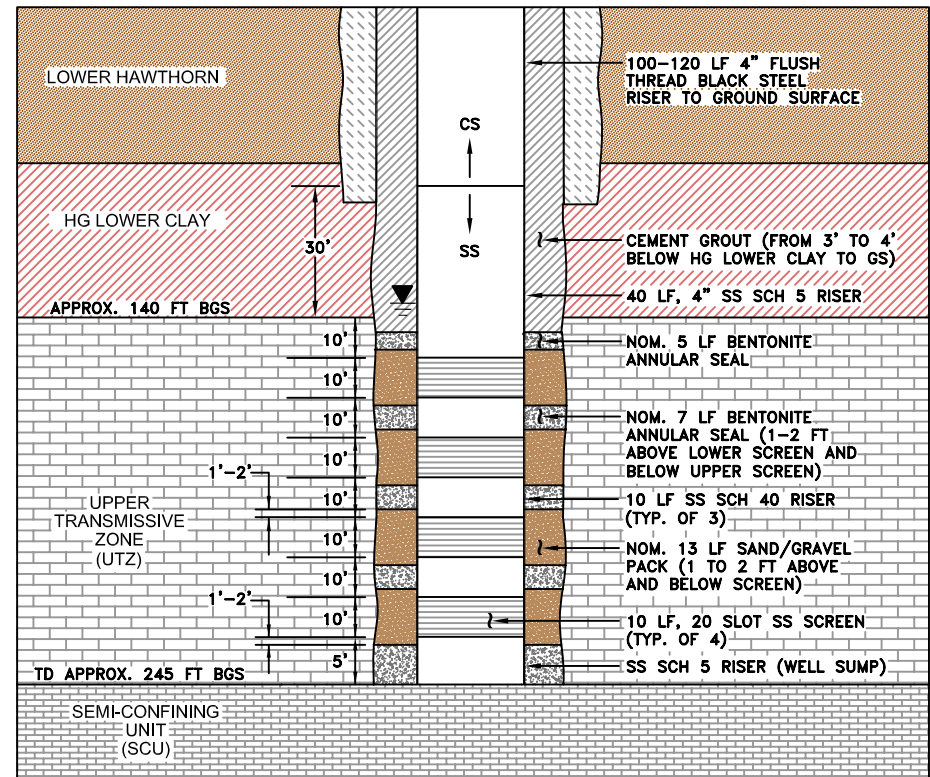 LOWER HAWTHORN
100-120 LF 4" FLUSH
THREAD BLACK STEEL
RISER TO GROUND SURFACE
CS
HG LOWER CLAY
30'
SS
CEMENT GROUT (FROM 3' TO 4'
BELOW HG LOWER CLAY TO GS)
40 LF, 4" SS SCH 5 RISER
APPROX. 140 FT BGS
10'
NOM. 5 LF BENTONITE
ANNULAR SEAL
10'
10'
NOM. 7 LF BENTONITE
ANNULAR SEAL (1-2 FT
ABOVE LOWER SCREEN AND
BELOW UPPER SCREEN)
10'
1'-2'
10'
10 LF SS SCH 40 RISER
(TYP. OF 3)
UPPER
TRANSMISSIVE
ZONE
(UTZ)
10'
NOM. 13 LF SAND/GRAVEL
PACK (1 TO 2 FT ABOVE
AND BELOW SCREEN)
10'
1'-2'
10'
10 LF, 20 SLOT SS SCREEN
(TYP. OF 4)
5'
SS SCH 5 RISER (WELL SUMP)
TD APPROX. 245 FT BGS
SEMI-CONFINING
UNIT
(SCU)